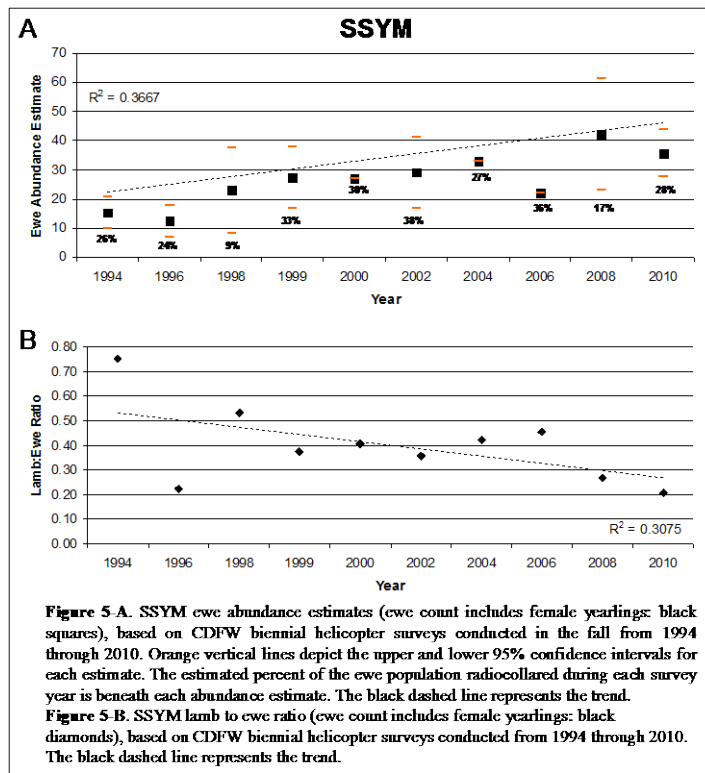 A
SSYM
70
60
50
40
30
20
10
0
Ewe Abundance Estimate
R² = 0.3667
26%
24%
9%
33%
30%
38%
27%
36%
17%
28%
1994 1996 1998 1999 2000 2002 2004 2006 2008 2010
Year
B
0.80
0.70
0.60
0.50
0.40
0.30
0.20
0.10
0.00
Lamb:Ewe Ratio
R² = 0.3075
1994 1996 1998 1999 2000 2002 2004 2006 2008 2010
Year
Figure 5-A. SSYM ewe abundance estimates (ewe count includes female yearlings: black
squares), based on CDFW biennial helicopter surveys conducted in the fall from 1994
through 2010. Orange vertical lines depict the upper and lower 95% confidence intervals for
each estimate. The estimated percent of the ewe population radiocollared during each survey
year is beneath each abundance estimate. The black dashed line represents the trend.
Figure 5-B. SSYM lamb to ewe ratio (ewe count includes female yearlings: black
diamonds), based on CDFW biennial helicopter surveys conducted from 1994 through 2010.
The black dashed line represents the trend.